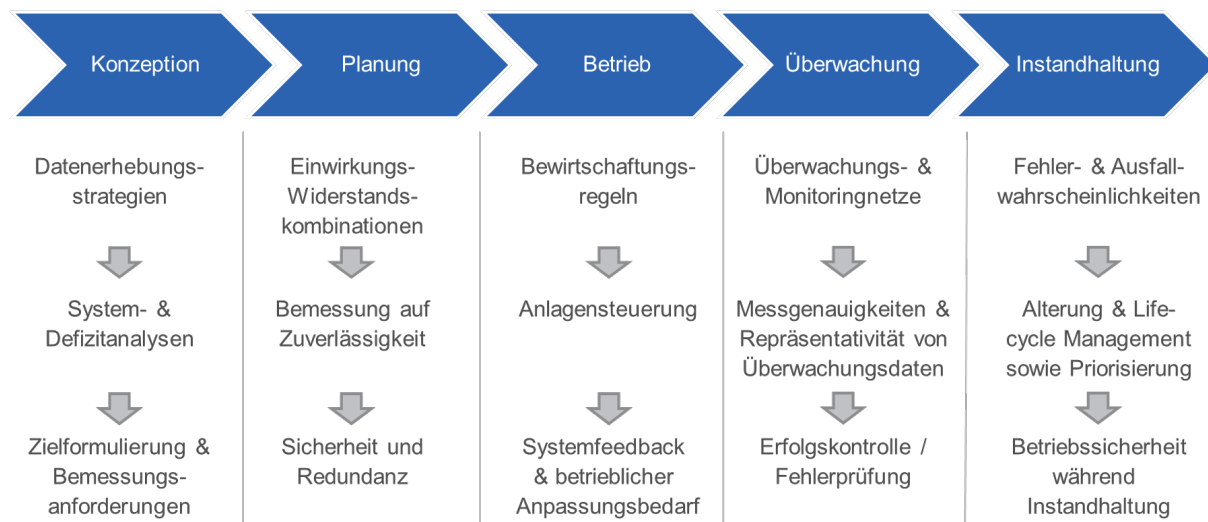 Konzeption
Planung
Betrieb
Überwachung
Instandhaltung
Datenerhebungs-
strategien
System- &
Defizitanalysen
Zielformulierung &
Bemessungs-
anforderungen
Einwirkungs-
Widerstands-
kombinationen
Bemessung auf
Zuverlässigkeit
Sicherheit und
Redundanz
Bewirtschaftungs-
regeln
Anlagensteuerung
Systemfeedback
& betrieblicher
Anpassungsbedarf
Überwachungs- &
Monitoringnetze
Messgenauigkeiten &
Repräsentativität von
Überwachungsdaten
Erfolgskontrolle /
Fehlerprüfung
Fehler- & Ausfall-
wahrscheinlichkeiten
Alterung & Life-
cycle Management
sowie Priorisierung
Betriebssicherheit
während
Instandhaltung